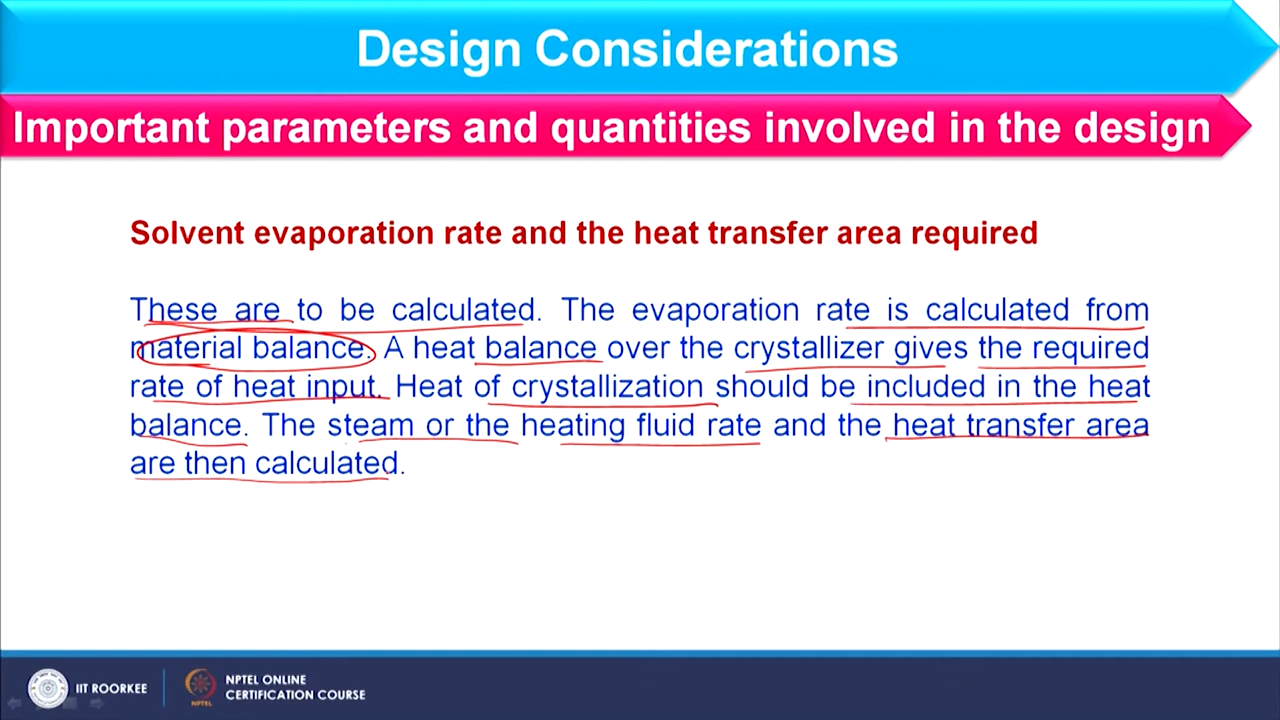 Design Considerations
Important parameters and quantities involved in the design
Solvent evaporation rate and the heat transfer area required
These are to be calculated. The evaporation rate is calculated from
material balance. A heat balance over the crystallizer gives the required
rate of heat input. Heat of crystallization should be included in the heat
balance. The steam or the heating fluid rate and the heat transfer area
are then calculated.
IIT ROORKEE
NPTEL
NPTEL ONLINE
CERTIFICATION COURSE